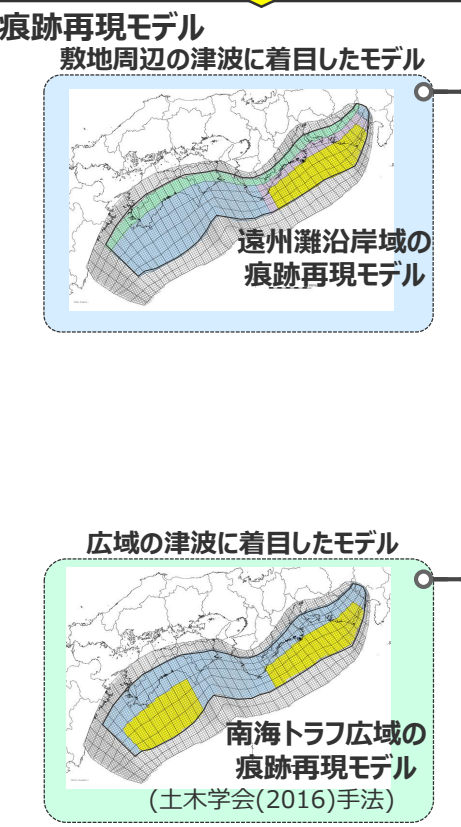 痕跡再現モデル
敷地周辺の津波に着目したモデル
遠州灘沿岸域の
痕跡再現モデル
広域の津波に着目したモデル
南海トラフ広域の
痕跡再現モデル
(土木学会(2016)手法)